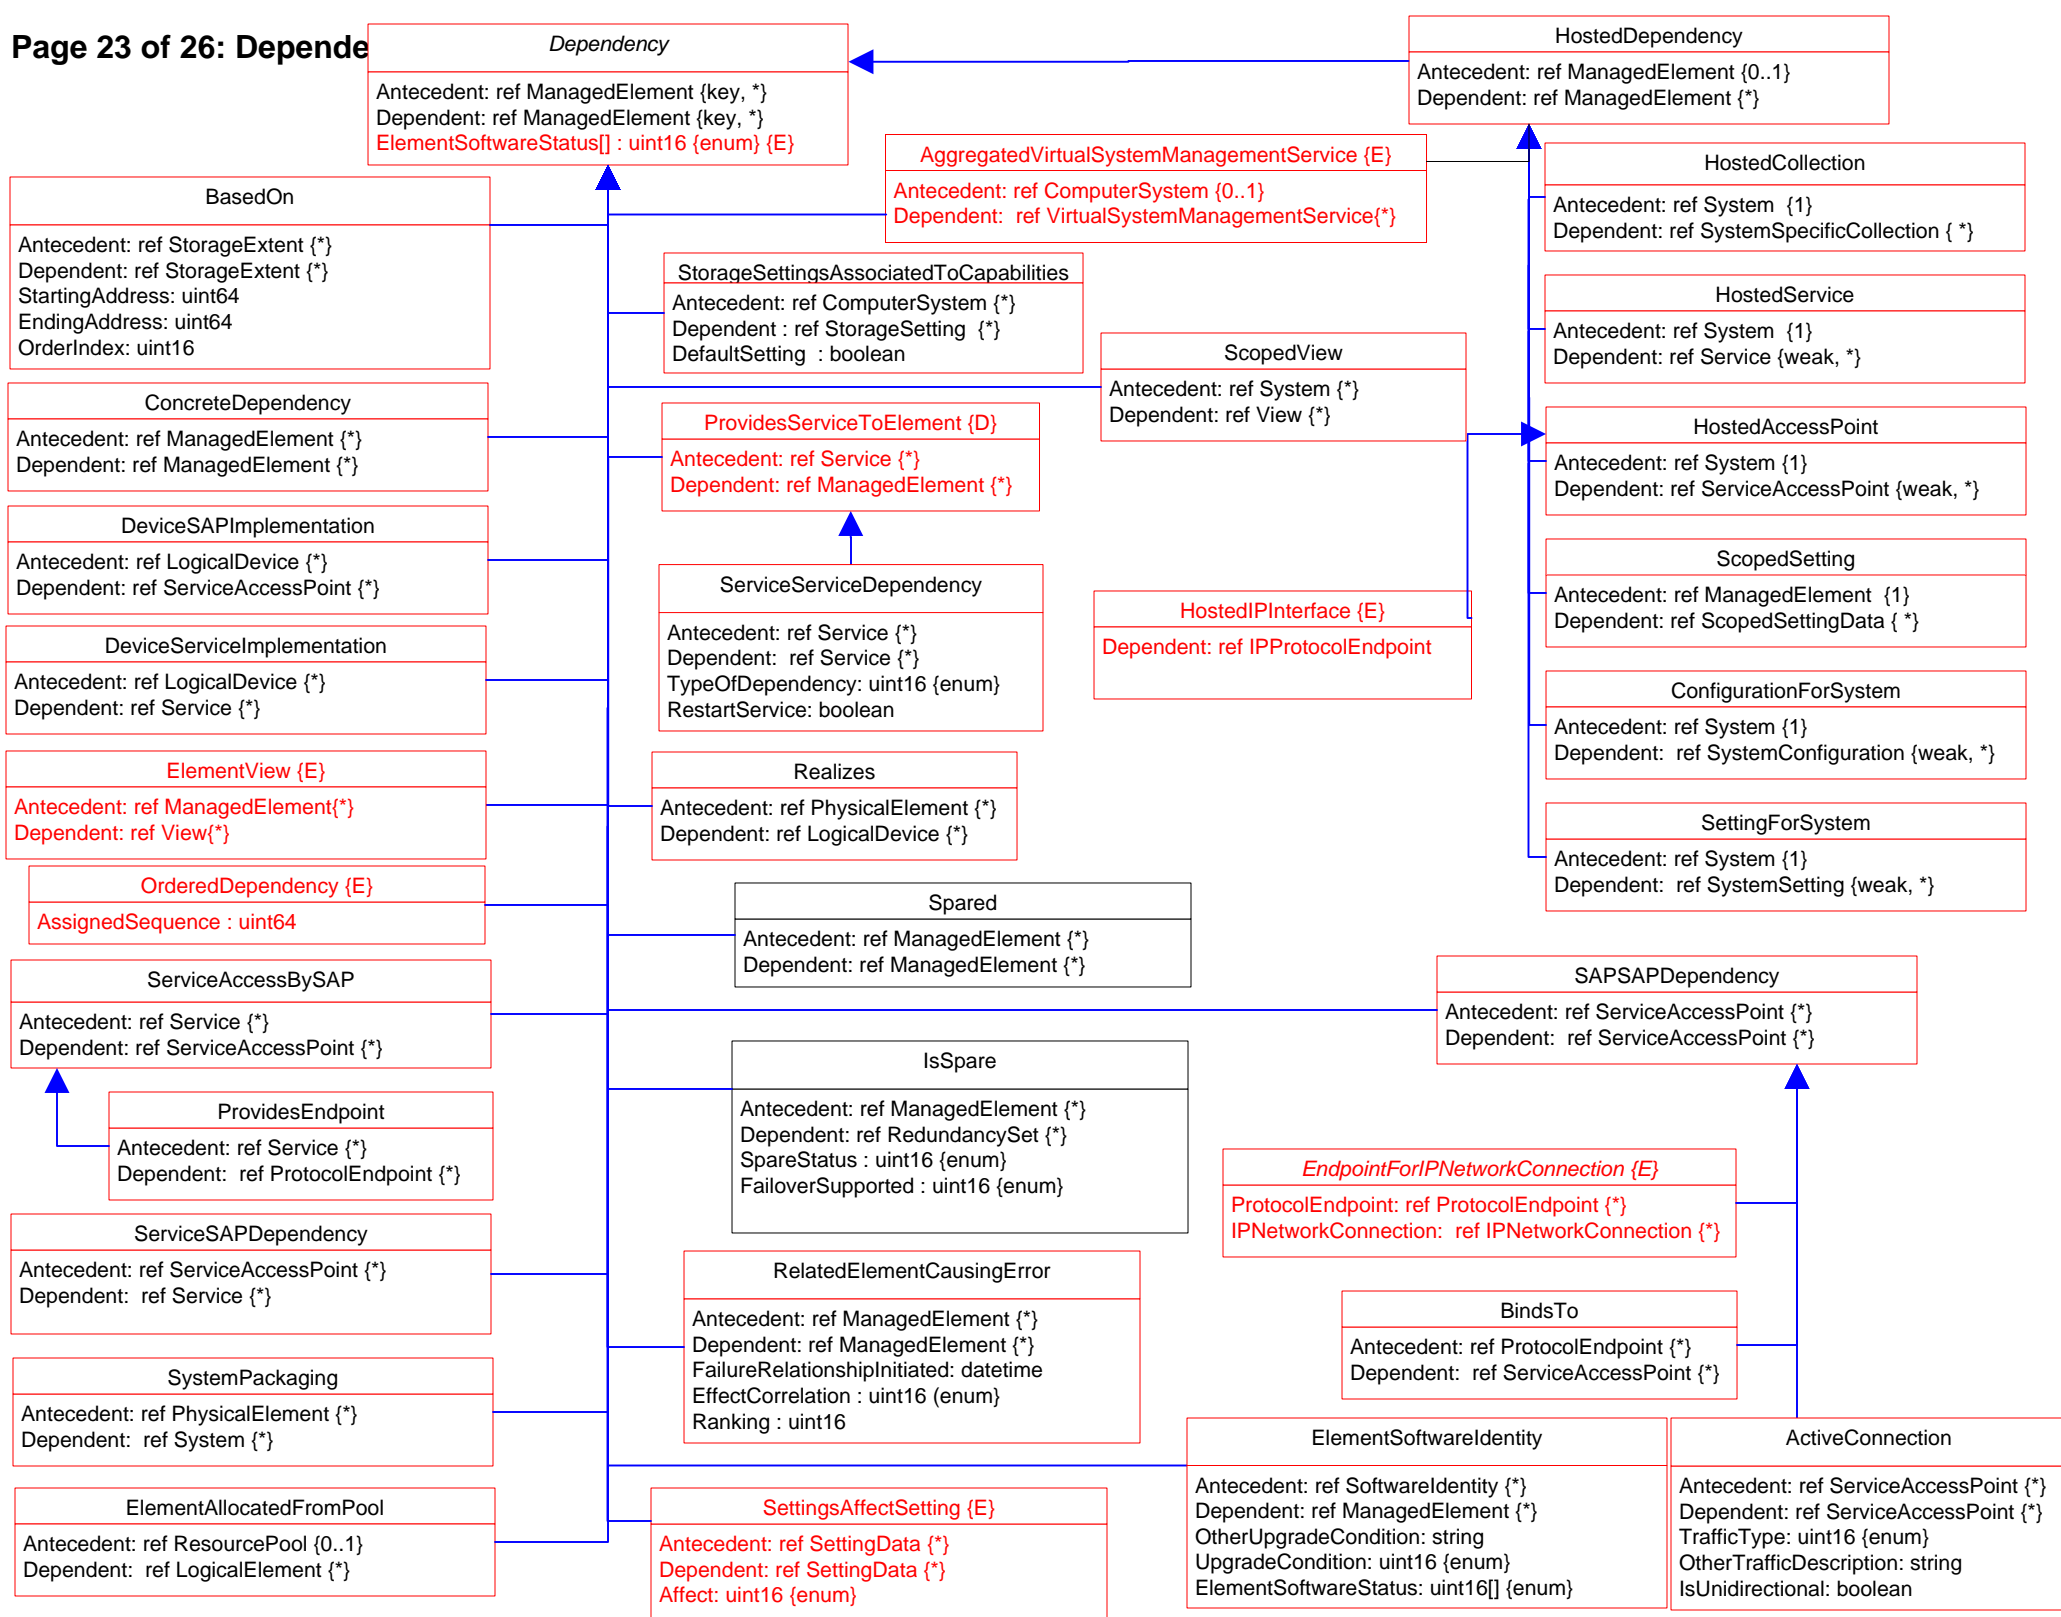 Page 23 of 26: Depende
Dependency
Antecedent: ref ManagedElement {key, *}
Dependent: ref ManagedElement {key, *}
ElementSoftwareStatus[] : uint16 {enum} {E}
HostedDependency
Antecedent: ref ManagedElement {0..1}
Dependent: ref ManagedElement {*}
AggregatedVirtualSystemManagementService {E}
Antecedent: ref ComputerSystem {0..1}
Dependent:  ref VirtualSystemManagementService{*}
HostedCollection
Antecedent: ref System  {1}
Dependent: ref SystemSpecificCollection { *}
BasedOn
Antecedent: ref StorageExtent {*}
Dependent: ref StorageExtent {*}
StartingAddress: uint64
EndingAddress: uint64
OrderIndex: uint16
StorageSettingsAssociatedToCapabilities
Antecedent: ref ComputerSystem {*}
Dependent : ref StorageSetting  {*}
DefaultSetting  : boolean
HostedService
Antecedent: ref System  {1}
Dependent: ref Service {weak, *}
ScopedView
Antecedent: ref System {*}
Dependent: ref View {*}
ConcreteDependency
Antecedent: ref ManagedElement {*}
Dependent: ref ManagedElement {*}
ProvidesServiceToElement {D}
Antecedent: ref Service {*}
Dependent: ref ManagedElement {*}
HostedAccessPoint
Antecedent: ref System {1}
Dependent: ref ServiceAccessPoint {weak, *}
DeviceSAPImplementation
Antecedent: ref LogicalDevice {*}
Dependent: ref ServiceAccessPoint {*}
ServiceServiceDependency
Antecedent: ref Service {*}
Dependent:  ref Service {*}
TypeOfDependency: uint16 {enum}
RestartService: boolean
HostedIPInterface {E}
Dependent: ref IPProtocolEndpoint
ScopedSetting
Antecedent: ref ManagedElement  {1}
Dependent: ref ScopedSettingData { *}
DeviceServiceImplementation
Antecedent: ref LogicalDevice {*}
Dependent: ref Service {*}
ConfigurationForSystem
Antecedent: ref System {1}
Dependent:  ref SystemConfiguration {weak, *}
ElementView {E}
Antecedent: ref ManagedElement{*}
Dependent: ref View{*}
Realizes
Antecedent: ref PhysicalElement {*}
Dependent: ref LogicalDevice {*}
SettingForSystem
Antecedent: ref System {1}
Dependent:  ref SystemSetting {weak, *}
OrderedDependency {E}
AssignedSequence : uint64
Spared
Antecedent: ref ManagedElement {*}
Dependent: ref ManagedElement {*}
ServiceAccessBySAP
Antecedent: ref Service {*}
Dependent: ref ServiceAccessPoint {*}
SAPSAPDependency
Antecedent: ref ServiceAccessPoint {*}
Dependent:  ref ServiceAccessPoint {*}
IsSpare
Antecedent: ref ManagedElement {*}
Dependent: ref RedundancySet {*}
SpareStatus : uint16 {enum}
FailoverSupported : uint16 {enum}
ProvidesEndpoint
Antecedent: ref Service {*}
Dependent:  ref ProtocolEndpoint {*}
EndpointForIPNetworkConnection {E}
ProtocolEndpoint: ref ProtocolEndpoint {*}
IPNetworkConnection:  ref IPNetworkConnection {*}
ServiceSAPDependency
Antecedent: ref ServiceAccessPoint {*}
Dependent:  ref Service {*}
RelatedElementCausingError
Antecedent: ref ManagedElement {*}
Dependent: ref ManagedElement {*}
FailureRelationshipInitiated: datetime
EffectCorrelation : uint16 (enum}
Ranking : uint16
BindsTo
Antecedent: ref ProtocolEndpoint {*}
Dependent:  ref ServiceAccessPoint {*}
SystemPackaging
Antecedent: ref PhysicalElement {*}
Dependent:  ref System {*}
ElementSoftwareIdentity
Antecedent: ref SoftwareIdentity {*}
Dependent: ref ManagedElement {*}
OtherUpgradeCondition: string
UpgradeCondition: uint16 {enum}
ElementSoftwareStatus: uint16[] {enum}
ActiveConnection
Antecedent: ref ServiceAccessPoint {*}
Dependent: ref ServiceAccessPoint {*}
TrafficType: uint16 {enum}
OtherTrafficDescription: string
IsUnidirectional: boolean
ElementAllocatedFromPool
Antecedent: ref ResourcePool {0..1}
Dependent:  ref LogicalElement {*}
SettingsAffectSetting {E}
Antecedent: ref SettingData {*}
Dependent: ref SettingData {*}
Affect: uint16 {enum}